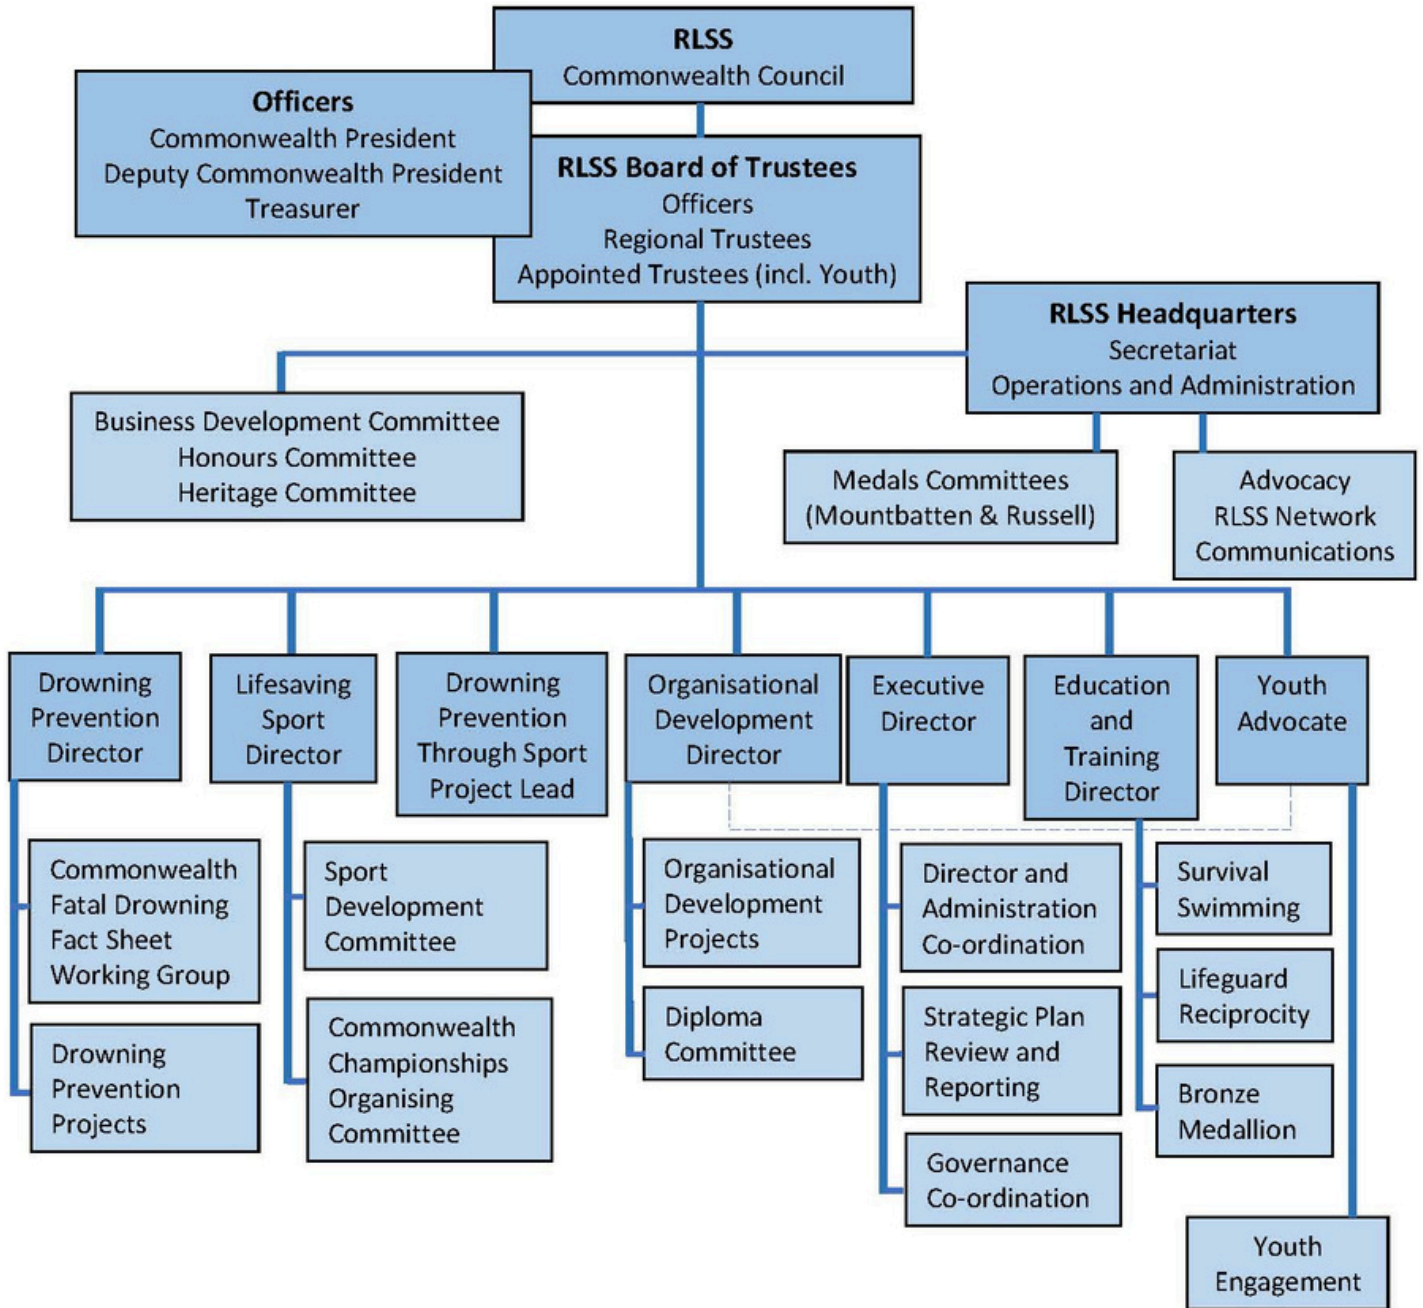 RLSS
Commonwealth Council
Officers
Commonwealth President
Deputy Commonwealth President
Treasurer
RLSS Board of Trustees
Officers
Regional Trustees
Appointed Trustees (incl. Youth)
RLSS Headquarters
Secretariat
Operations and Administration
Business Development Committee
Honours Committee
Heritage Committee
Medals Committees
(Mountbatten & Russell)
Advocacy
RLSS Network
Communications
Drowning
Prevention
Director
Lifesaving
Sport
Director
Drowning
Prevention
Through Sport
Project Lead
Organisational
Development
Director
Executive
Director
Education
and
Training
Director
Youth
Advocate
Commonwealth
Fatal Drowning
Fact Sheet
Working Group
Drowning
Prevention
Projects
Sport
Development
Committee
Commonwealth
Championships
Organising
Committee
Organisational
Development
Projects
Diploma
Committee
Director and
Administration
Co-ordination
Strategic Plan
Review and
Reporting
Governance
Co-ordination
Survival
Swimming
Lifeguard
Reciprocity
Bronze
Medallion
Youth
Engagement